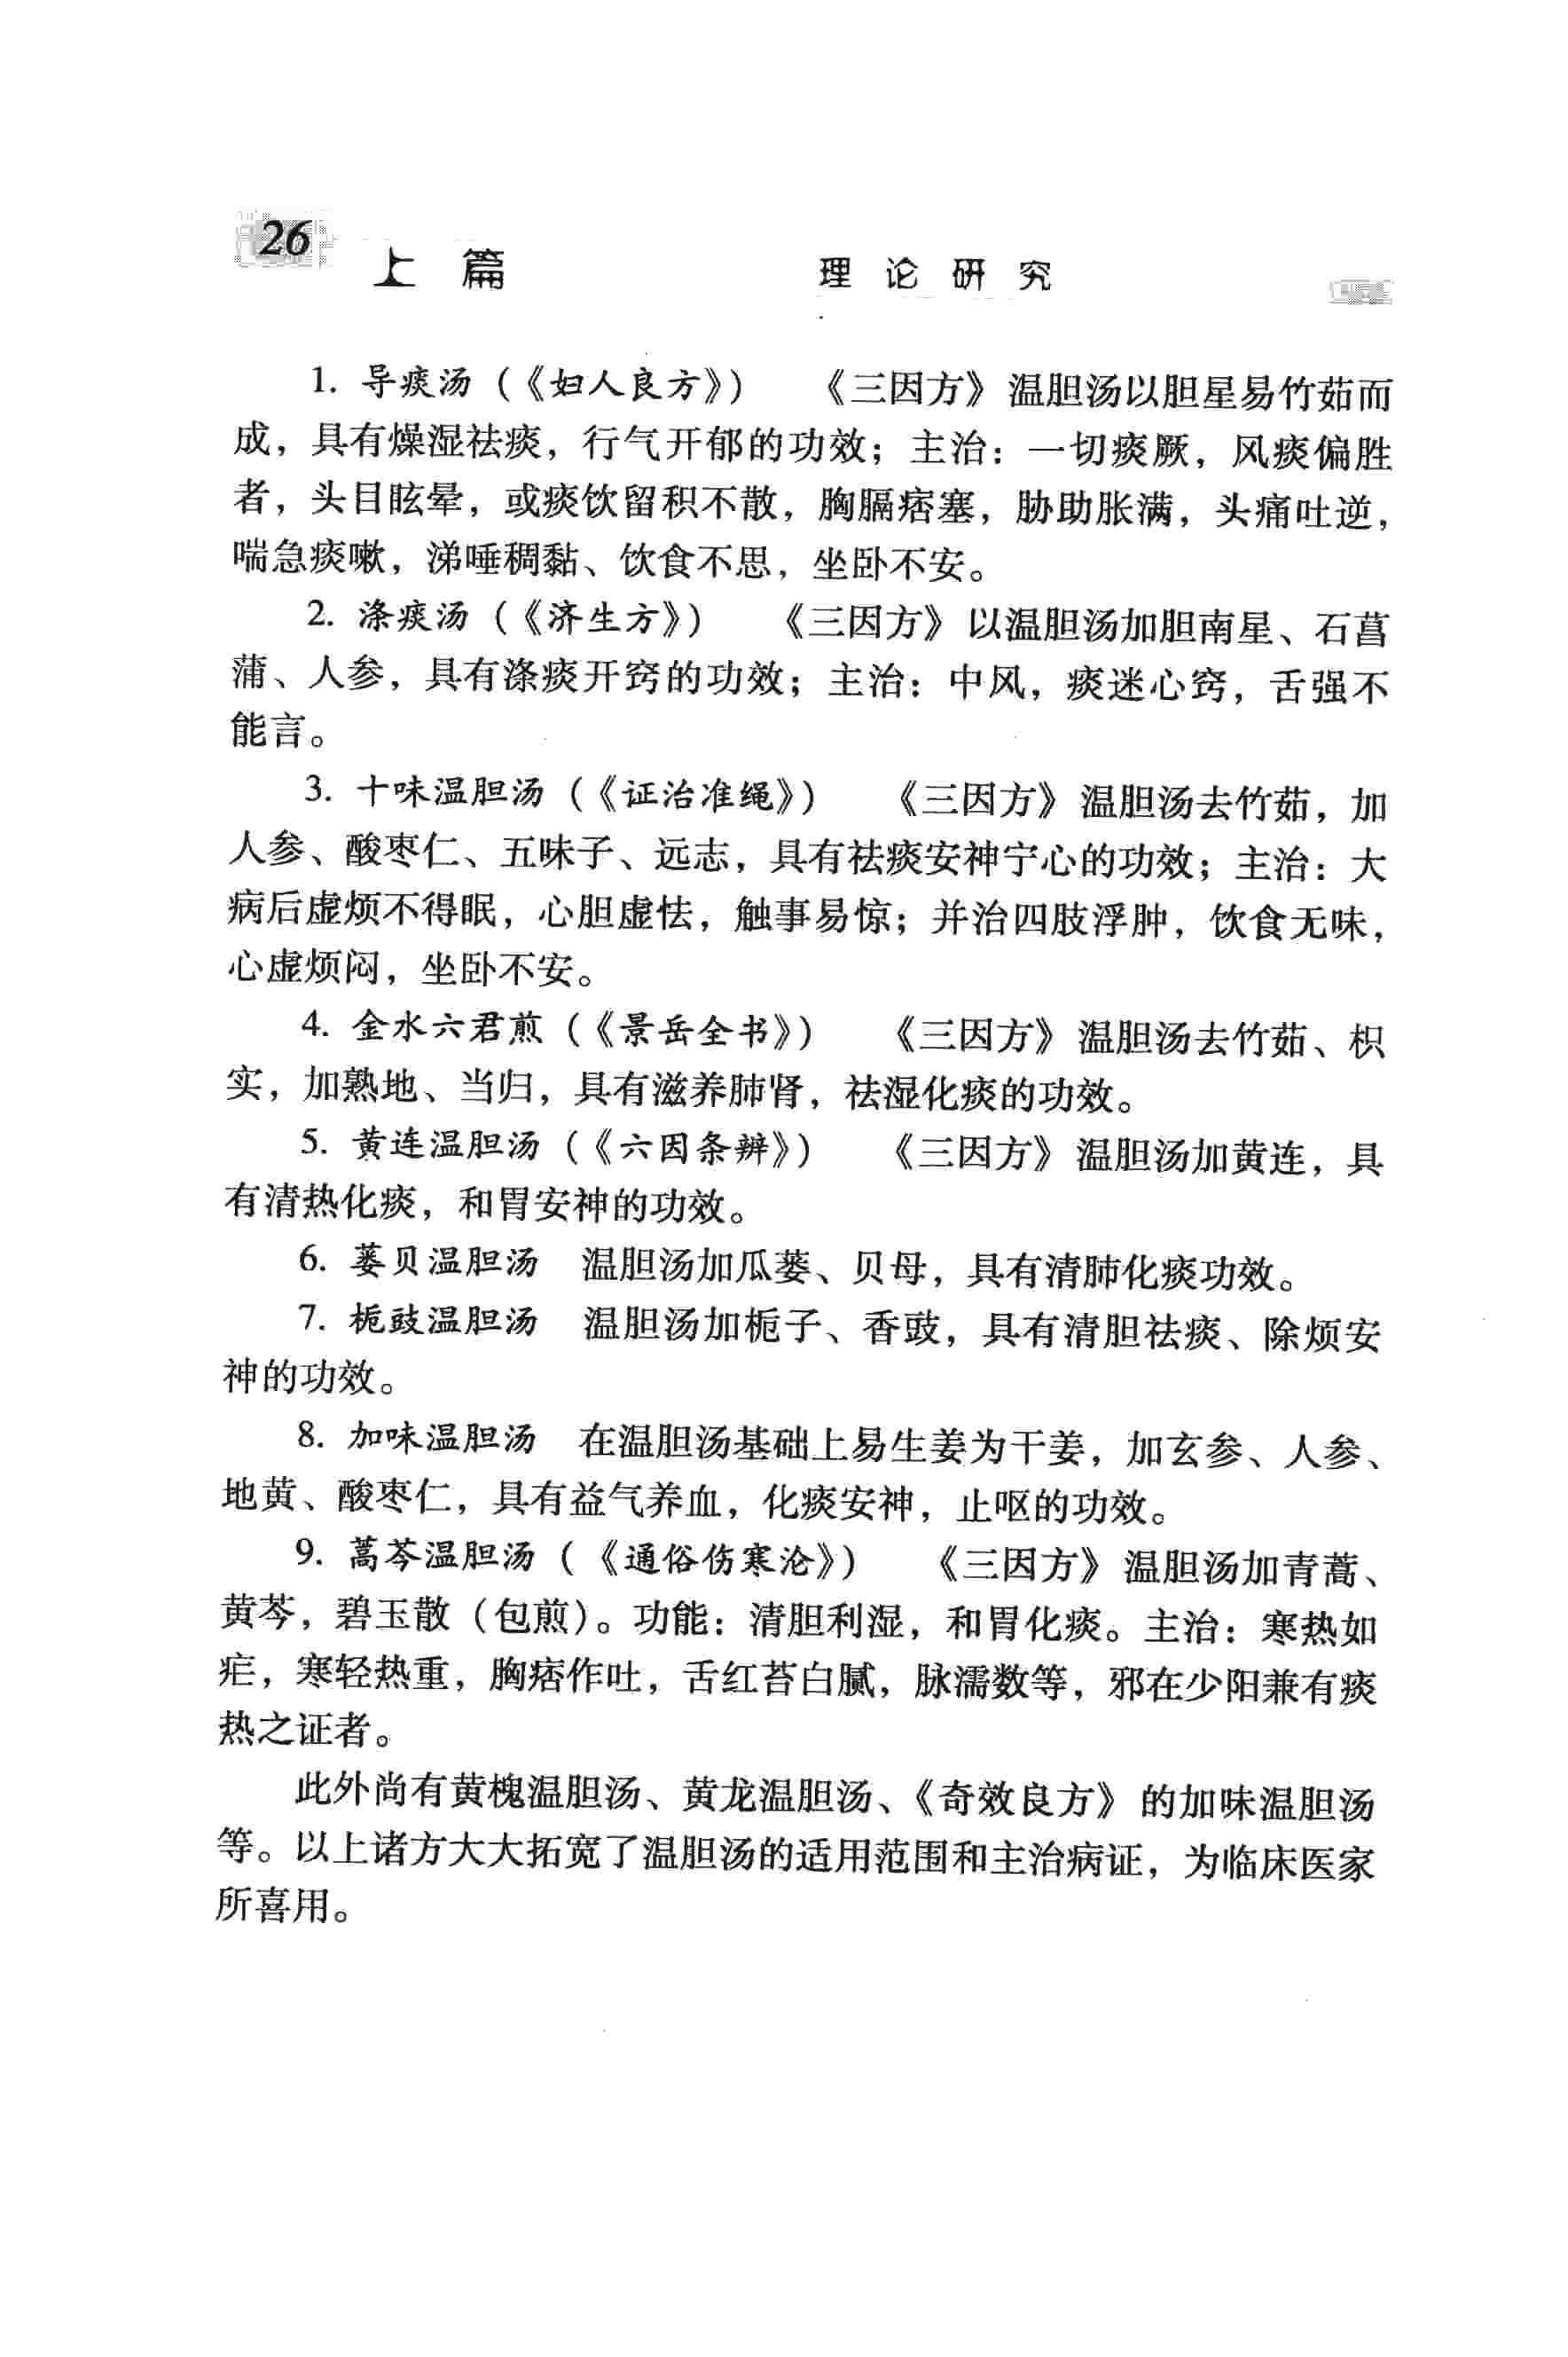 26
上篇 理论研究
1. 导痰汤（《妇人良方》） 《三因方》温胆汤以胆星易竹茹而
成，具有燥湿祛痰，行气开郁的功效；主治：一切痰厥，风痰偏胜
者，头目眩晕，或痰饮留积不散，胸膈痞塞，胁助胀满，头痛吐逆，
喘急痰嗽，涕唾稠黏、饮食不思，坐卧不安。
2. 涤痰汤（《济生方》） 《三因方》以温胆汤加胆南星、石菖
蒲、人参，具有涤痰开窍的功效；主治：中风，痰迷心窍，舌强不
能言。
3. 十味温胆汤（《证治准绳》） 《三因方》温胆汤去竹茹，加
人参、酸枣仁、五味子、远志，具有祛痰安神宁心的功效；主治：大
病后虚烦不得眠，心胆虚怯，触事易惊；并治四肢浮肿，饮食无味，
心虚烦闷，坐卧不安。
4. 金水六君煎（《景岳全书》） 《三因方》温胆汤去竹茹、枳
实，加熟地、当归，具有滋养肺肾，祛湿化痰的功效。
5. 黄连温胆汤（《六因条辨》） 《三因方》温胆汤加黄连，具
有清热化痰，和胃安神的功效。
6. 蒌贝温胆汤 温胆汤加瓜蒌、贝母，具有清肺化痰功效。
7. 栀豉温胆汤 温胆汤加栀子、香豉，具有清胆祛痰、除烦安
神的功效。
8. 加味温胆汤 在温胆汤基础上易生姜为干姜，加玄参、人参、
地黄、酸枣仁，具有益气养血，化痰安神，止呕的功效。
9. 蒿芩温胆汤（《通俗伤寒沦》） 《三因方》温胆汤加青蒿、
黄芩，碧玉散（包煎）。功能：清胆利湿，和胃化痰。主治：寒热如
疟，寒轻热重，胸痞作吐，舌红苔白腻，脉濡数等，邪在少阳兼有痰
热之证者。
此外尚有黄槐温胆汤、黄龙温胆汤、《奇效良方》的加味温胆汤
等。以上诸方大大拓宽了温胆汤的适用范围和主治病证，为临床医家
所喜用。